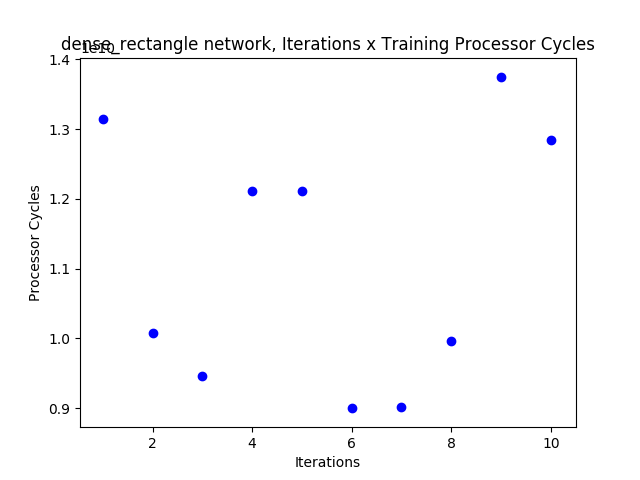 dense_rectangle network, Iterations x Training Processor Cycles
1e10
1.4
1.3
1.2
1.1
1.0
0.9
Processor Cycles
2 4 6 8 10
Iterations